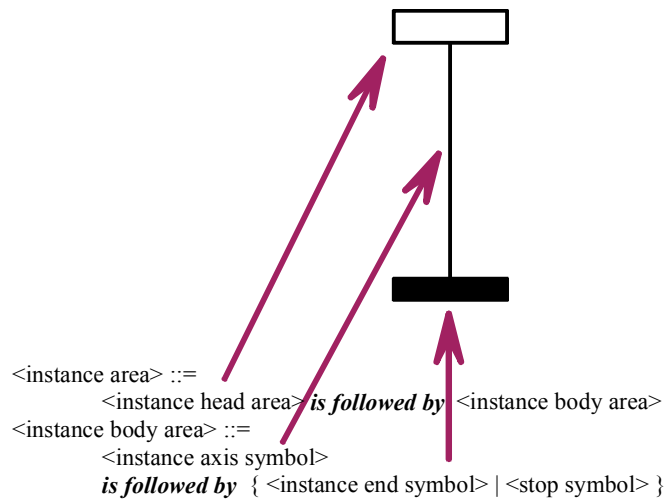 <instance area> ::=
<instance head area> is followed by <instance body area>
<instance body area> ::=
<instance axis symbol>
is followed by { <instance end symbol> | <stop symbol> }